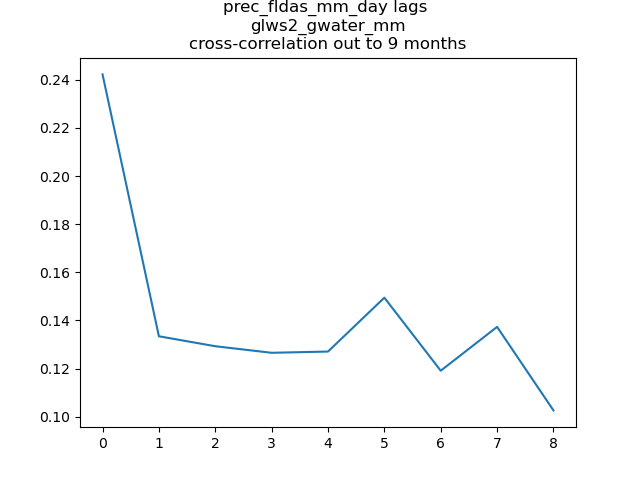 prec_fldas_mm_day lags
glws2_gwater_mm
cross-correlation out to 9 months
0.24
0.22
0.20
0.18
0.16
0.14
0.12
0.10
0 1 2 3 4 5 6 7 8